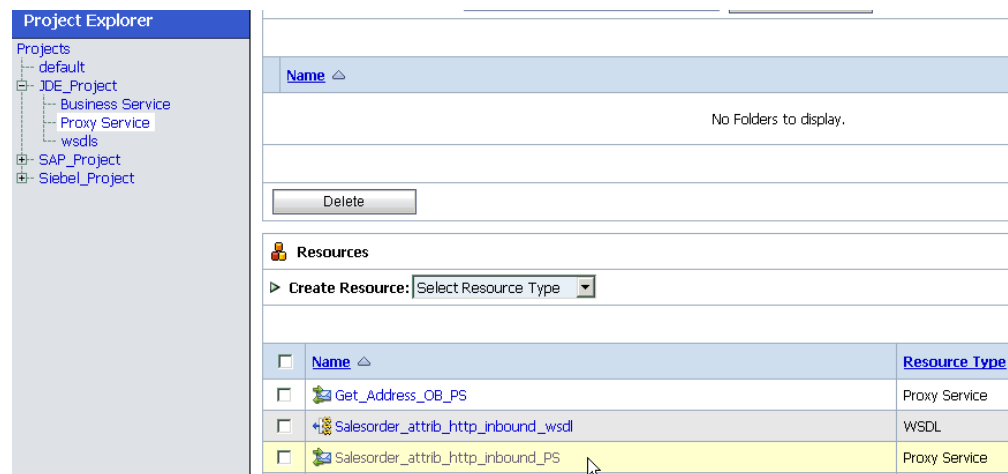 Project Explorer
Projects
default
JDE_Project
Business Service
Proxy Service
wsdls
SAP_Project
Siebel_Project
Name
No Folders to display.
Delete
Resources
Create Resource: Select Resource Type
Name Resource Type
Get_Address_OB_PS Proxy Service
Salesorder_attrib_http_inbound_wsdl WSDL
Salesorder_attrib_http_inbound_PS Proxy Service